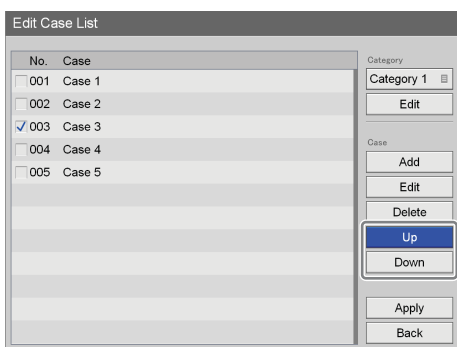 Edit Case List
No. Case
001 Case 1
002 Case 2
003 Case 3
004 Case 4
005 Case 5
Category
Category 1
Edit
Case
Add
Edit
Delete
Up
Down
Apply
Back